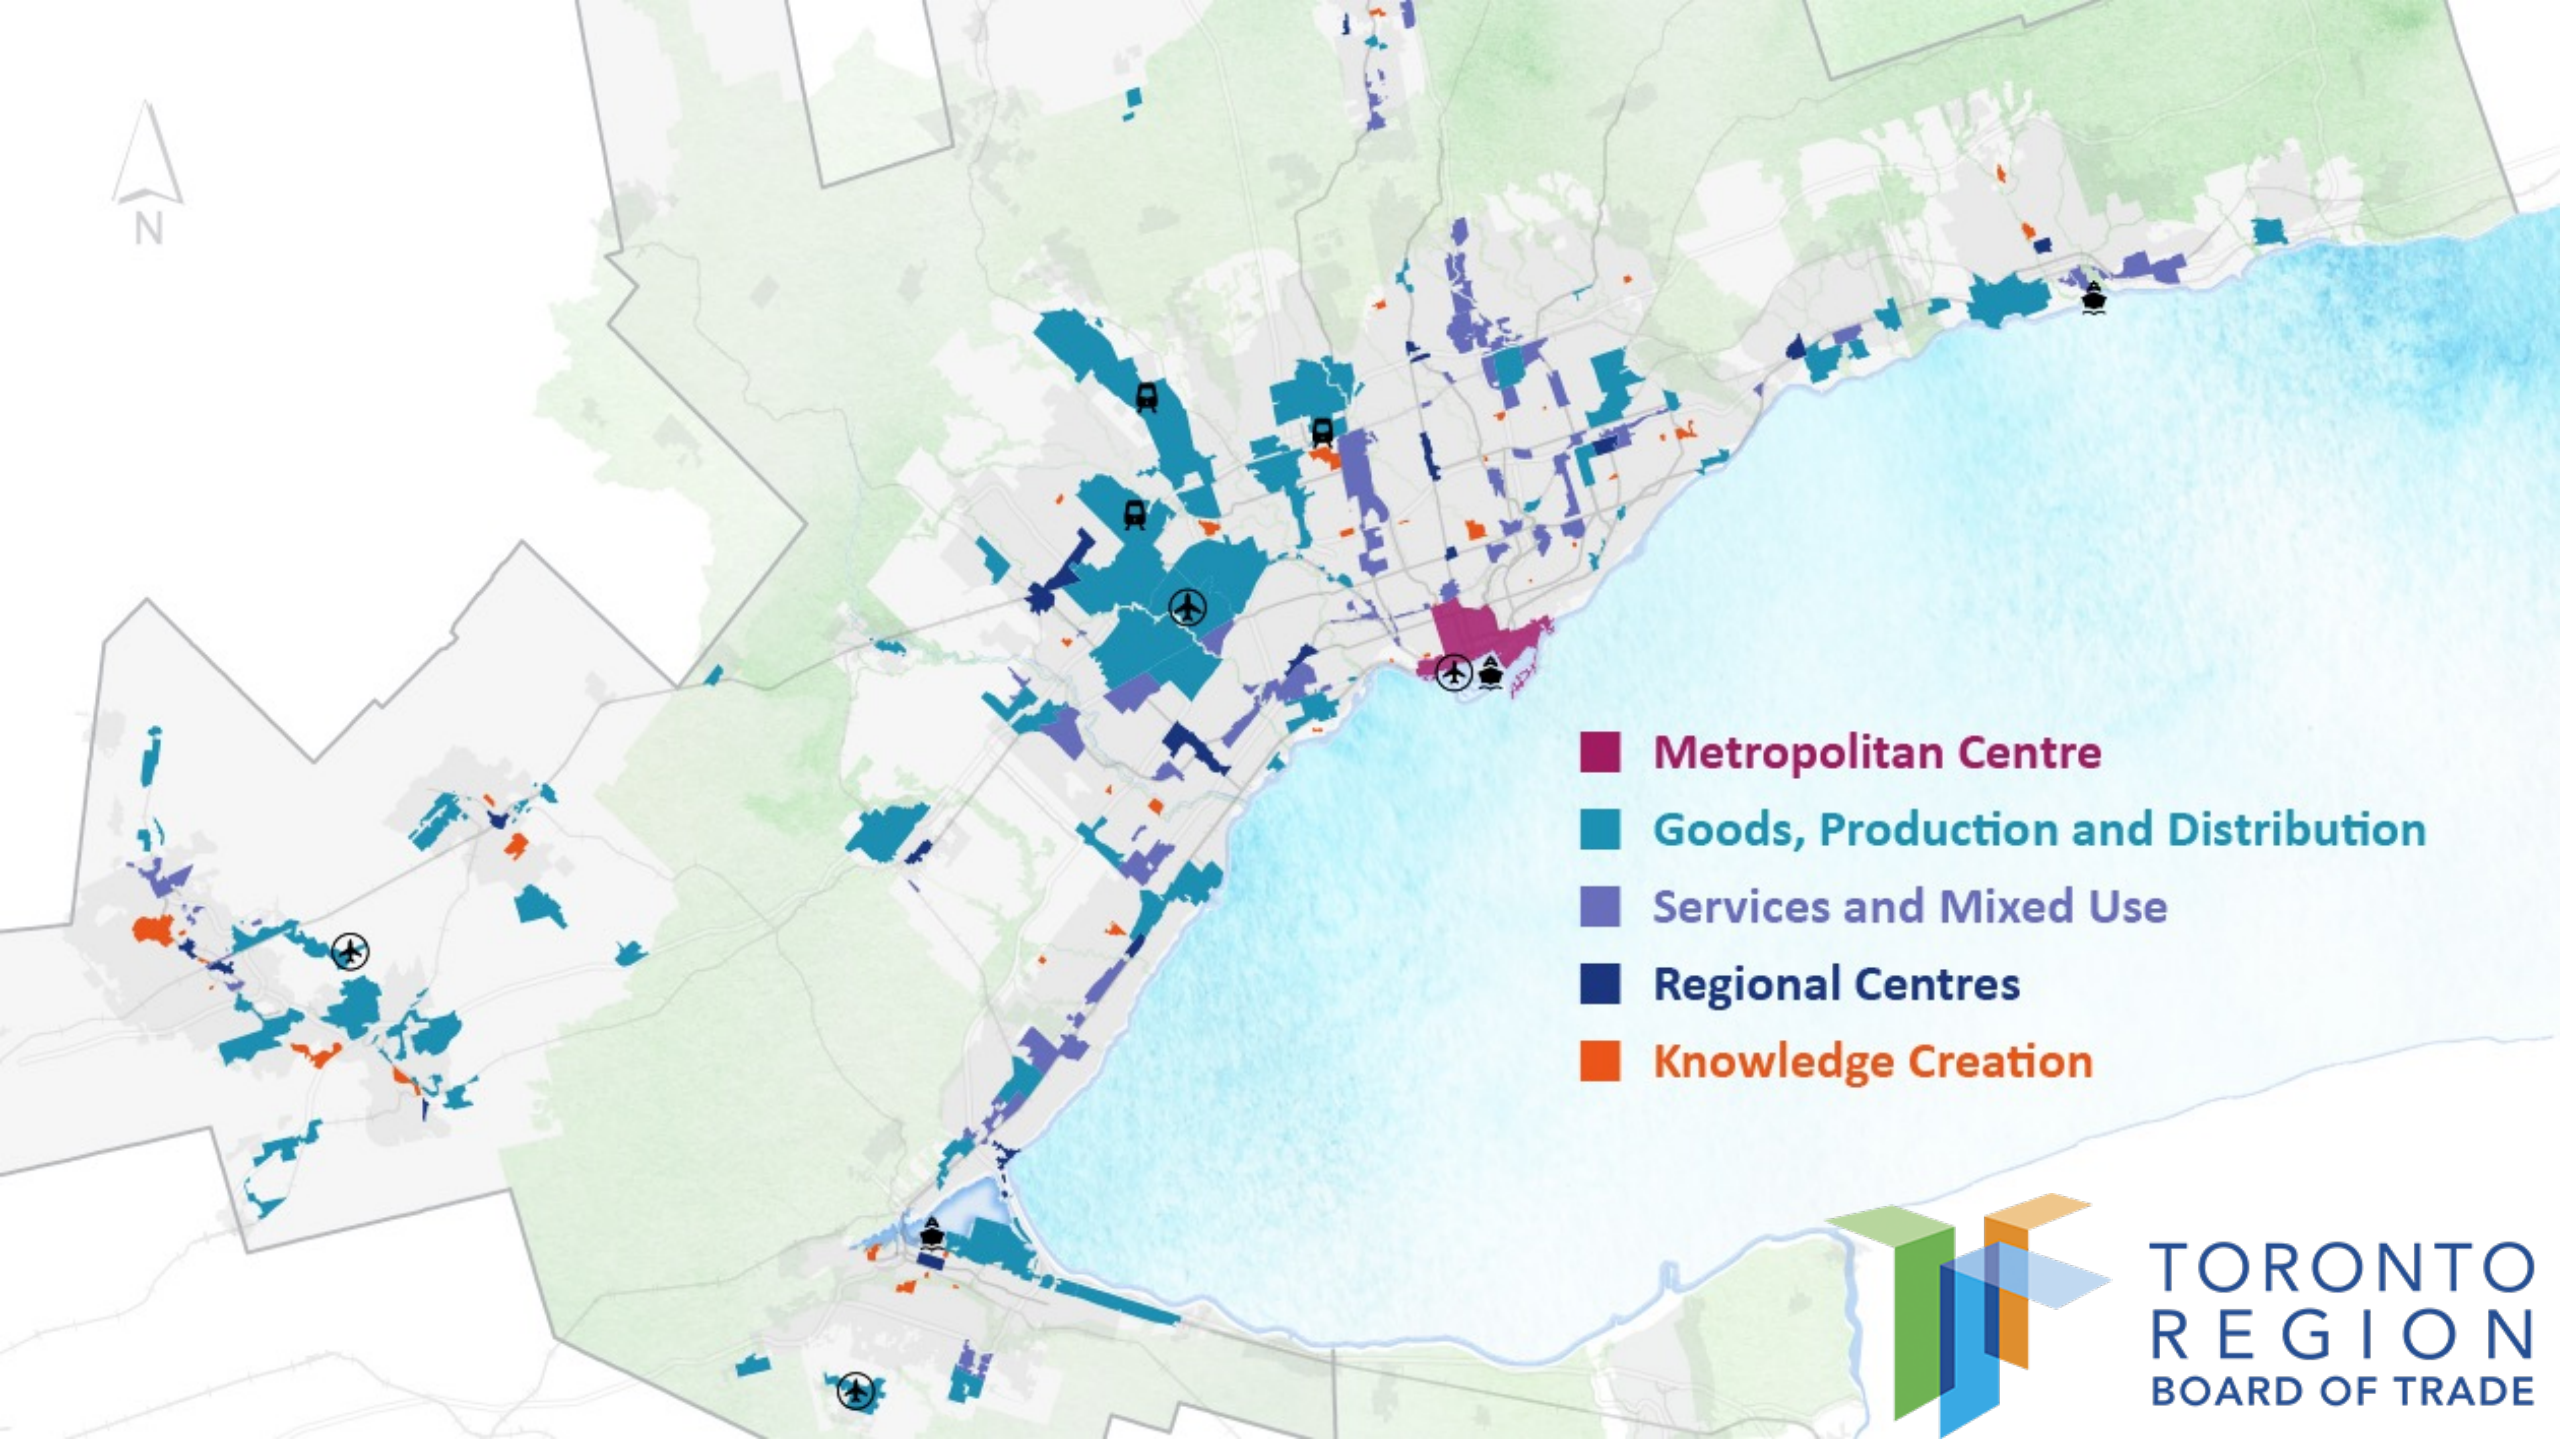 N
Metropolitan Centre
Goods, Production and Distribution
Services and Mixed Use
Regional Centres
Knowledge Creation
TORONTO
REGION
BOARD OF TRADE